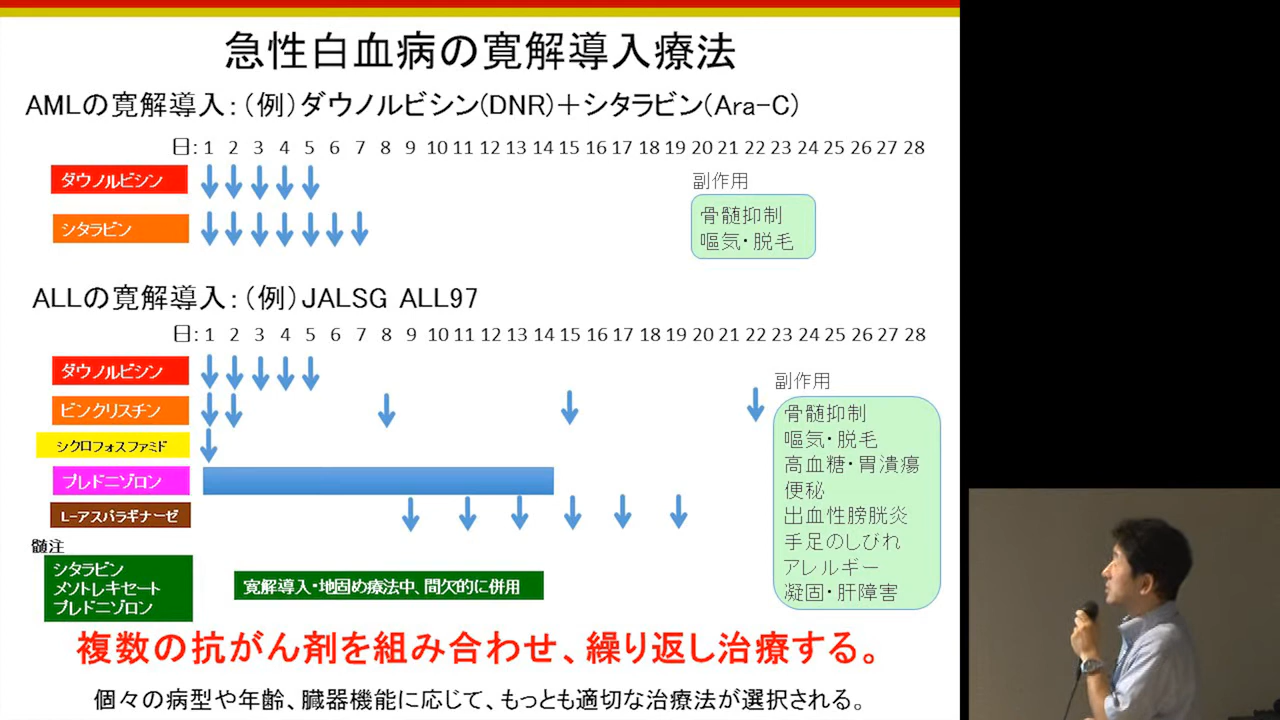 急性白血病の寛解導入療法
AMLの寛解導入：（例）ダウノルビシン(DNR)＋シタラビン(Ara-C)
日: 1 2 3 4 5 6 7 8 9 10 11 12 13 14 15 16 17 18 19 20 21 22 23 24 25 26 27 28
ダウノルビシン
シタラビン
副作用
骨髄抑制
嘔気・脱毛
ALLの寛解導入：（例）JALSG ALL97
日: 1 2 3 4 5 6 7 8 9 10 11 12 13 14 15 16 17 18 19 20 21 22 23 24 25 26 27 28
ダウノルビシン
ビンクリスチン
シクロフォスファミド
プレドニゾロン
L-アスパラギナーゼ
副作用
骨髄抑制
嘔気・脱毛
高血糖・胃潰瘍
便秘
出血性膀胱炎
手足のしびれ
アレルギー
凝固・肝障害
髄注
シタラビン
メソトレキセート
プレドニゾロン
寛解導入・地固め療法中、間欠的に併用
複数の抗がん剤を組み合わせ、繰り返し治療する。
個々の病型や年齢、臓器機能に応じて、もっとも適切な治療法が選択される。